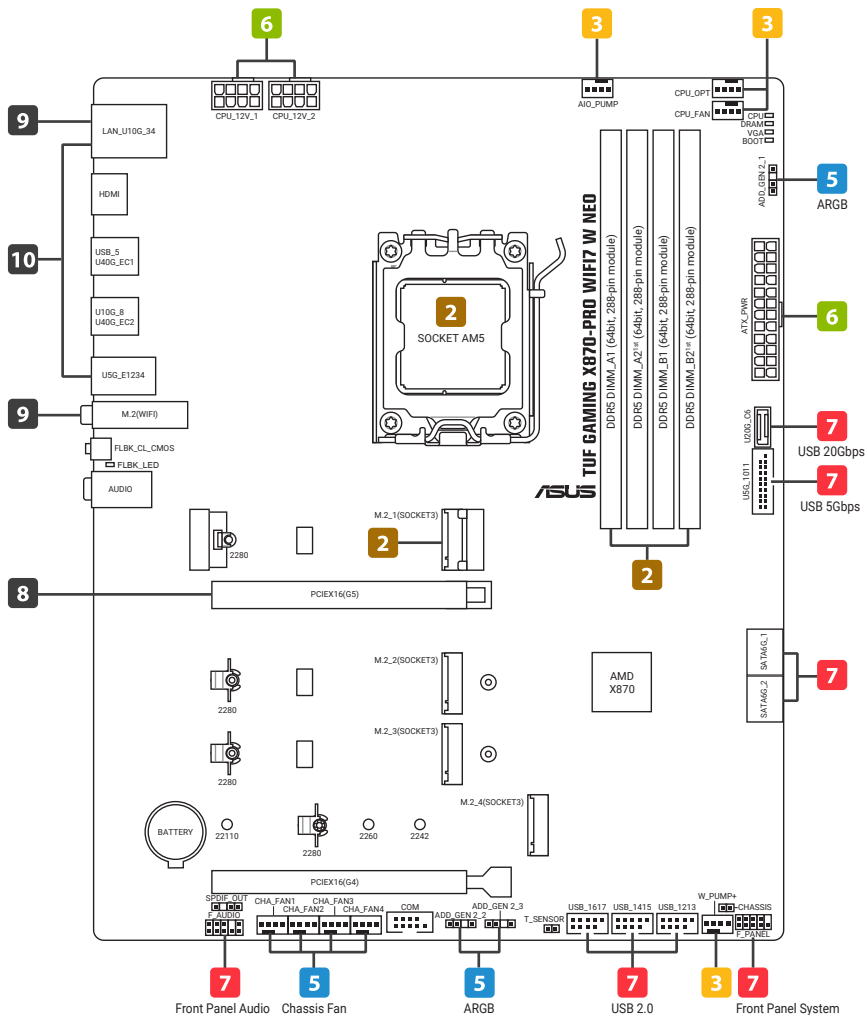 6
3
3
CPU_12V_1
CPU_12V_2
AIO_PUMP
CPU_OPT
CPU_FAN
CPU
DRAM
VGA
BOOT
9
LAN_U10G_34
ADD_GEN 2_1
5
ARGB
HDMI
10
USB_5
U40G_EC1
U10G_8
U40G_EC2
U5G_E1234
2
SOCKET AM5
TUF GAMING X870-PRO WIFI7 W NEO
DDR5 DIMM_A1 (64bit, 288-pin module)
DDR5 DIMM_A2¹ˢᵗ (64bit, 288-pin module)
DDR5 DIMM_B1 (64bit, 288-pin module)
DDR5 DIMM_B2¹ˢᵗ (64bit, 288-pin module)
ATX_PWR
6
9
M.2(WIFI)
FLBK_CL_CMOS
FLBK_LED
AUDIO
U20G_C6
7
USB 20Gbps
U5G_1011
7
USB 5Gbps
ASUS
M.2_1(SOCKET3)
2280
2
2
8
PCIEX16(G5)
M.2_2(SOCKET3)
2280
AMD
X870
SATA6G_1
SATA6G_2
7
M.2_3(SOCKET3)
2280
M.2_4(SOCKET3)
BATTERY
22110
2280
2260
2242
PCIEX16(G4)
SPDIF_OUT
F_AUDIO
CHA_FAN1
CHA_FAN2
CHA_FAN3
CHA_FAN4
COM
ADD_GEN 2_2
ADD_GEN 2_3
T_SENSOR
USB_1617
USB_1415
USB_1213
W_PUMP+
CHASSIS
F_PANEL
7
Front Panel Audio
5
Chassis Fan
5
ARGB
7
USB 2.0
3
7
Front Panel System